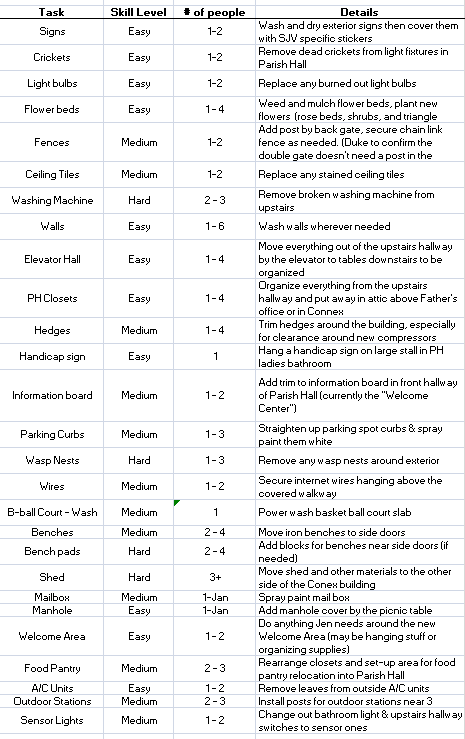 Task Skill Level # of people Details
Signs Easy 1-2 Wash and dry exterior signs then cover them
with SJV specific stickers
Crickets Easy 1-2 Remove dead crickets from light fixtures in
Parish Hall
Light bulbs Easy 1-2 Replace any burned out light bulbs
Flower beds Easy 1 - 4 Weed and mulch flower beds, plant new
flowers (rose beds, shrubs, and triangle
Fences Medium 1-2 Add post by back gate, secure chain link
fence as needed. (Duke to confirm the
double gate doesn't need a post in the
Ceiling Tiles Medium 1-2 Replace any stained ceiling tiles
Washing Machine Hard 2 - 3 Remove broken washing machine from
upstairs
Walls Easy 1 - 6 Wash walls wherever needed
Elevator Hall Easy 1 - 4 Move everything out of the upstairs hallway
by the elevator to tables downstairs to be
organized
PH Closets Easy 1 - 4 Organize everything from the upstairs
hallway and put away in attic above Father's
office or in Connex
Hedges Medium 1 - 4 Trim hedges around the building, especially
for clearance around new compressors
Handicap sign Easy 1 Hang a handicap sign on large stall in PH
ladies bathroom
Information board Medium 1 - 2 Add trim to information board in front hallway
of Parish Hall (currently the "Welcome
Center")
Parking Curbs Medium 1 - 3 Straighten up parking spot curbs & spray
paint them white
Wasp Nests Hard 1 - 3 Remove any wasp nests around exterior
Wires Medium 1 - 2 Secure internet wires hanging above the
covered walkway
B-ball Court - Wash Medium 1 Power wash basket ball court slab
Benches Medium 2 - 4 Move iron benches to side doors
Bench pads Hard 2 - 4 Add blocks for benches near side doors (if
needed)
Shed Hard 3+ Move shed and other materials to the other
side of the Conex building
Mailbox Medium 1-Jan Spray paint mail box
Manhole Easy 1-Jan Add manhole cover by the picnic table
Welcome Area Easy 1 - 2 Do anything Jen needs around the new
Welcome Area (may be hanging stuff or
organizing supplies)
Food Pantry Medium 2 - 3 Rearrange closets and set-up area for food
pantry relocation into Parish Hall
A/C Units Easy 1 - 2 Remove leaves from outside A/C units
Outdoor Stations Medium 2 - 3 Install posts for stations near 3
Sensor Lights Medium 1 - 2 Change out bathroom light & upstairs hallway
switches to sensor ones